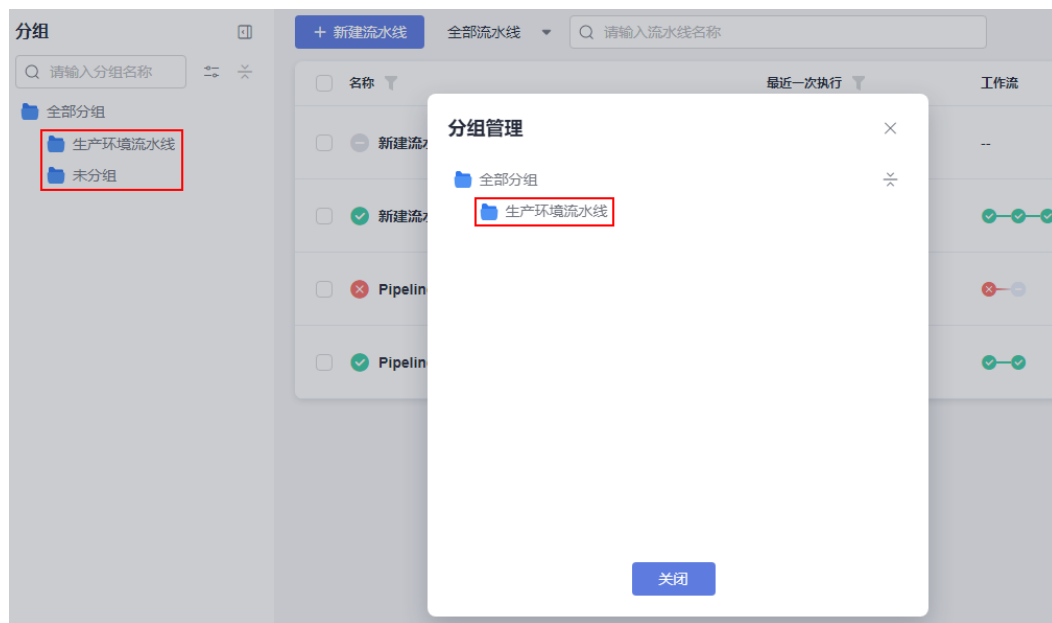 分组
请输入分组名称
全部分组
生产环境流水线
未分组
+ 新建流水线
全部流水线
请输入流水线名称
名称
最近一次执行
工作流
新建流
--
新建流
Pipelin
Pipelin
分组管理
全部分组
生产环境流水线
关闭